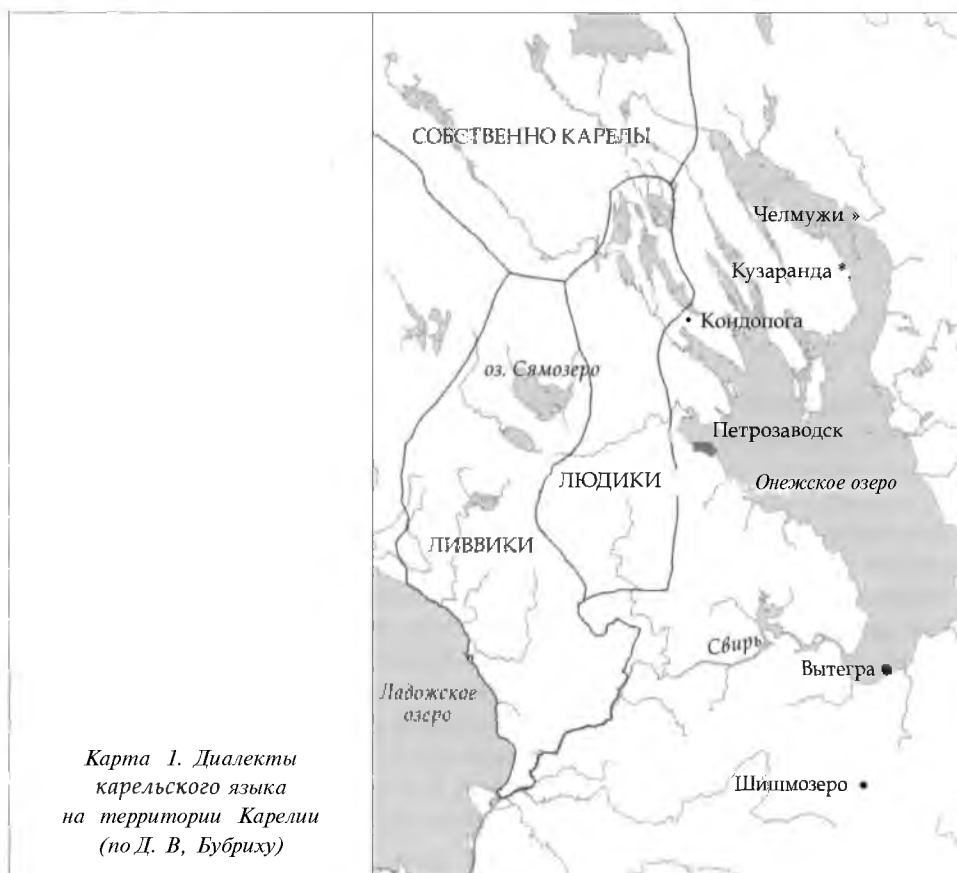 СОБСТВЕННО КАРЕЛЫ
Челмужи »
Кузаранда
Кондопога
оз. Сямозеро
Петрозаводск
ЛЮДИКИ
Онежское озеро
ЛИВВИКИ
Свирь
Вытегра
Ладожское
озеро
Шишмозеро
Карта 1. Диалекты
карельского языка
на территории Карелии
(по Д. В, Бубриху)